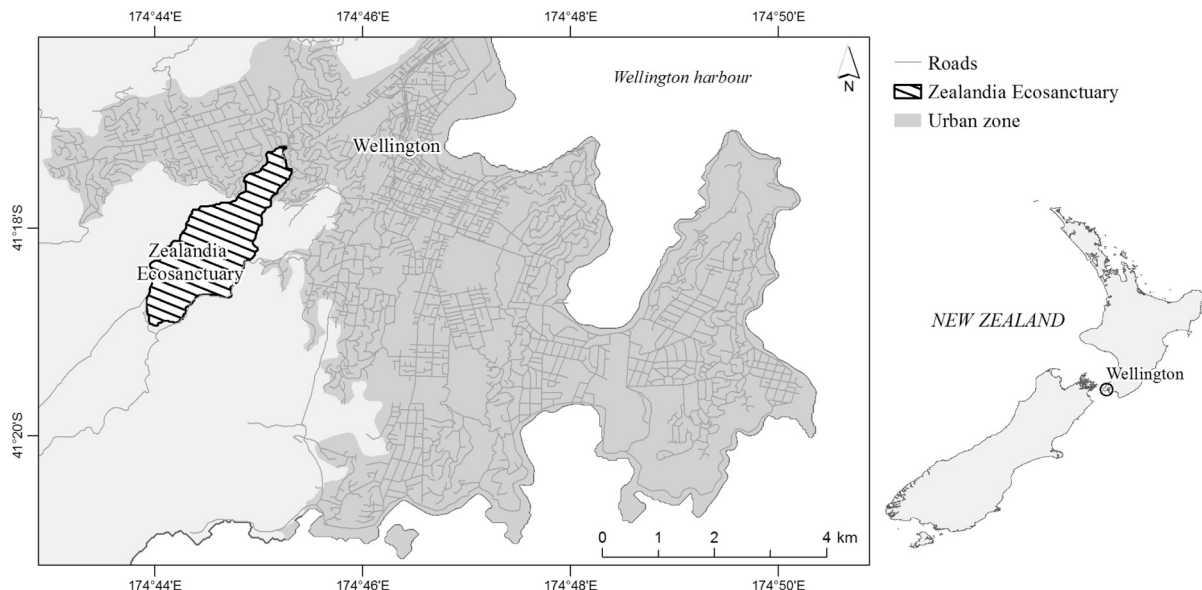 174°44'E 174°46'E 174°48'E 174°50'E
Wellington harbour
N
Roads
Zealandia Ecosanctuary
Urban zone
Wellington
41°18'S
Zealandia
Ecosanctuary
NEW ZEALAND
Wellington
41°20'S
0 2 4 km
174°44'E 174°46'E 174°48'E 174°50'E